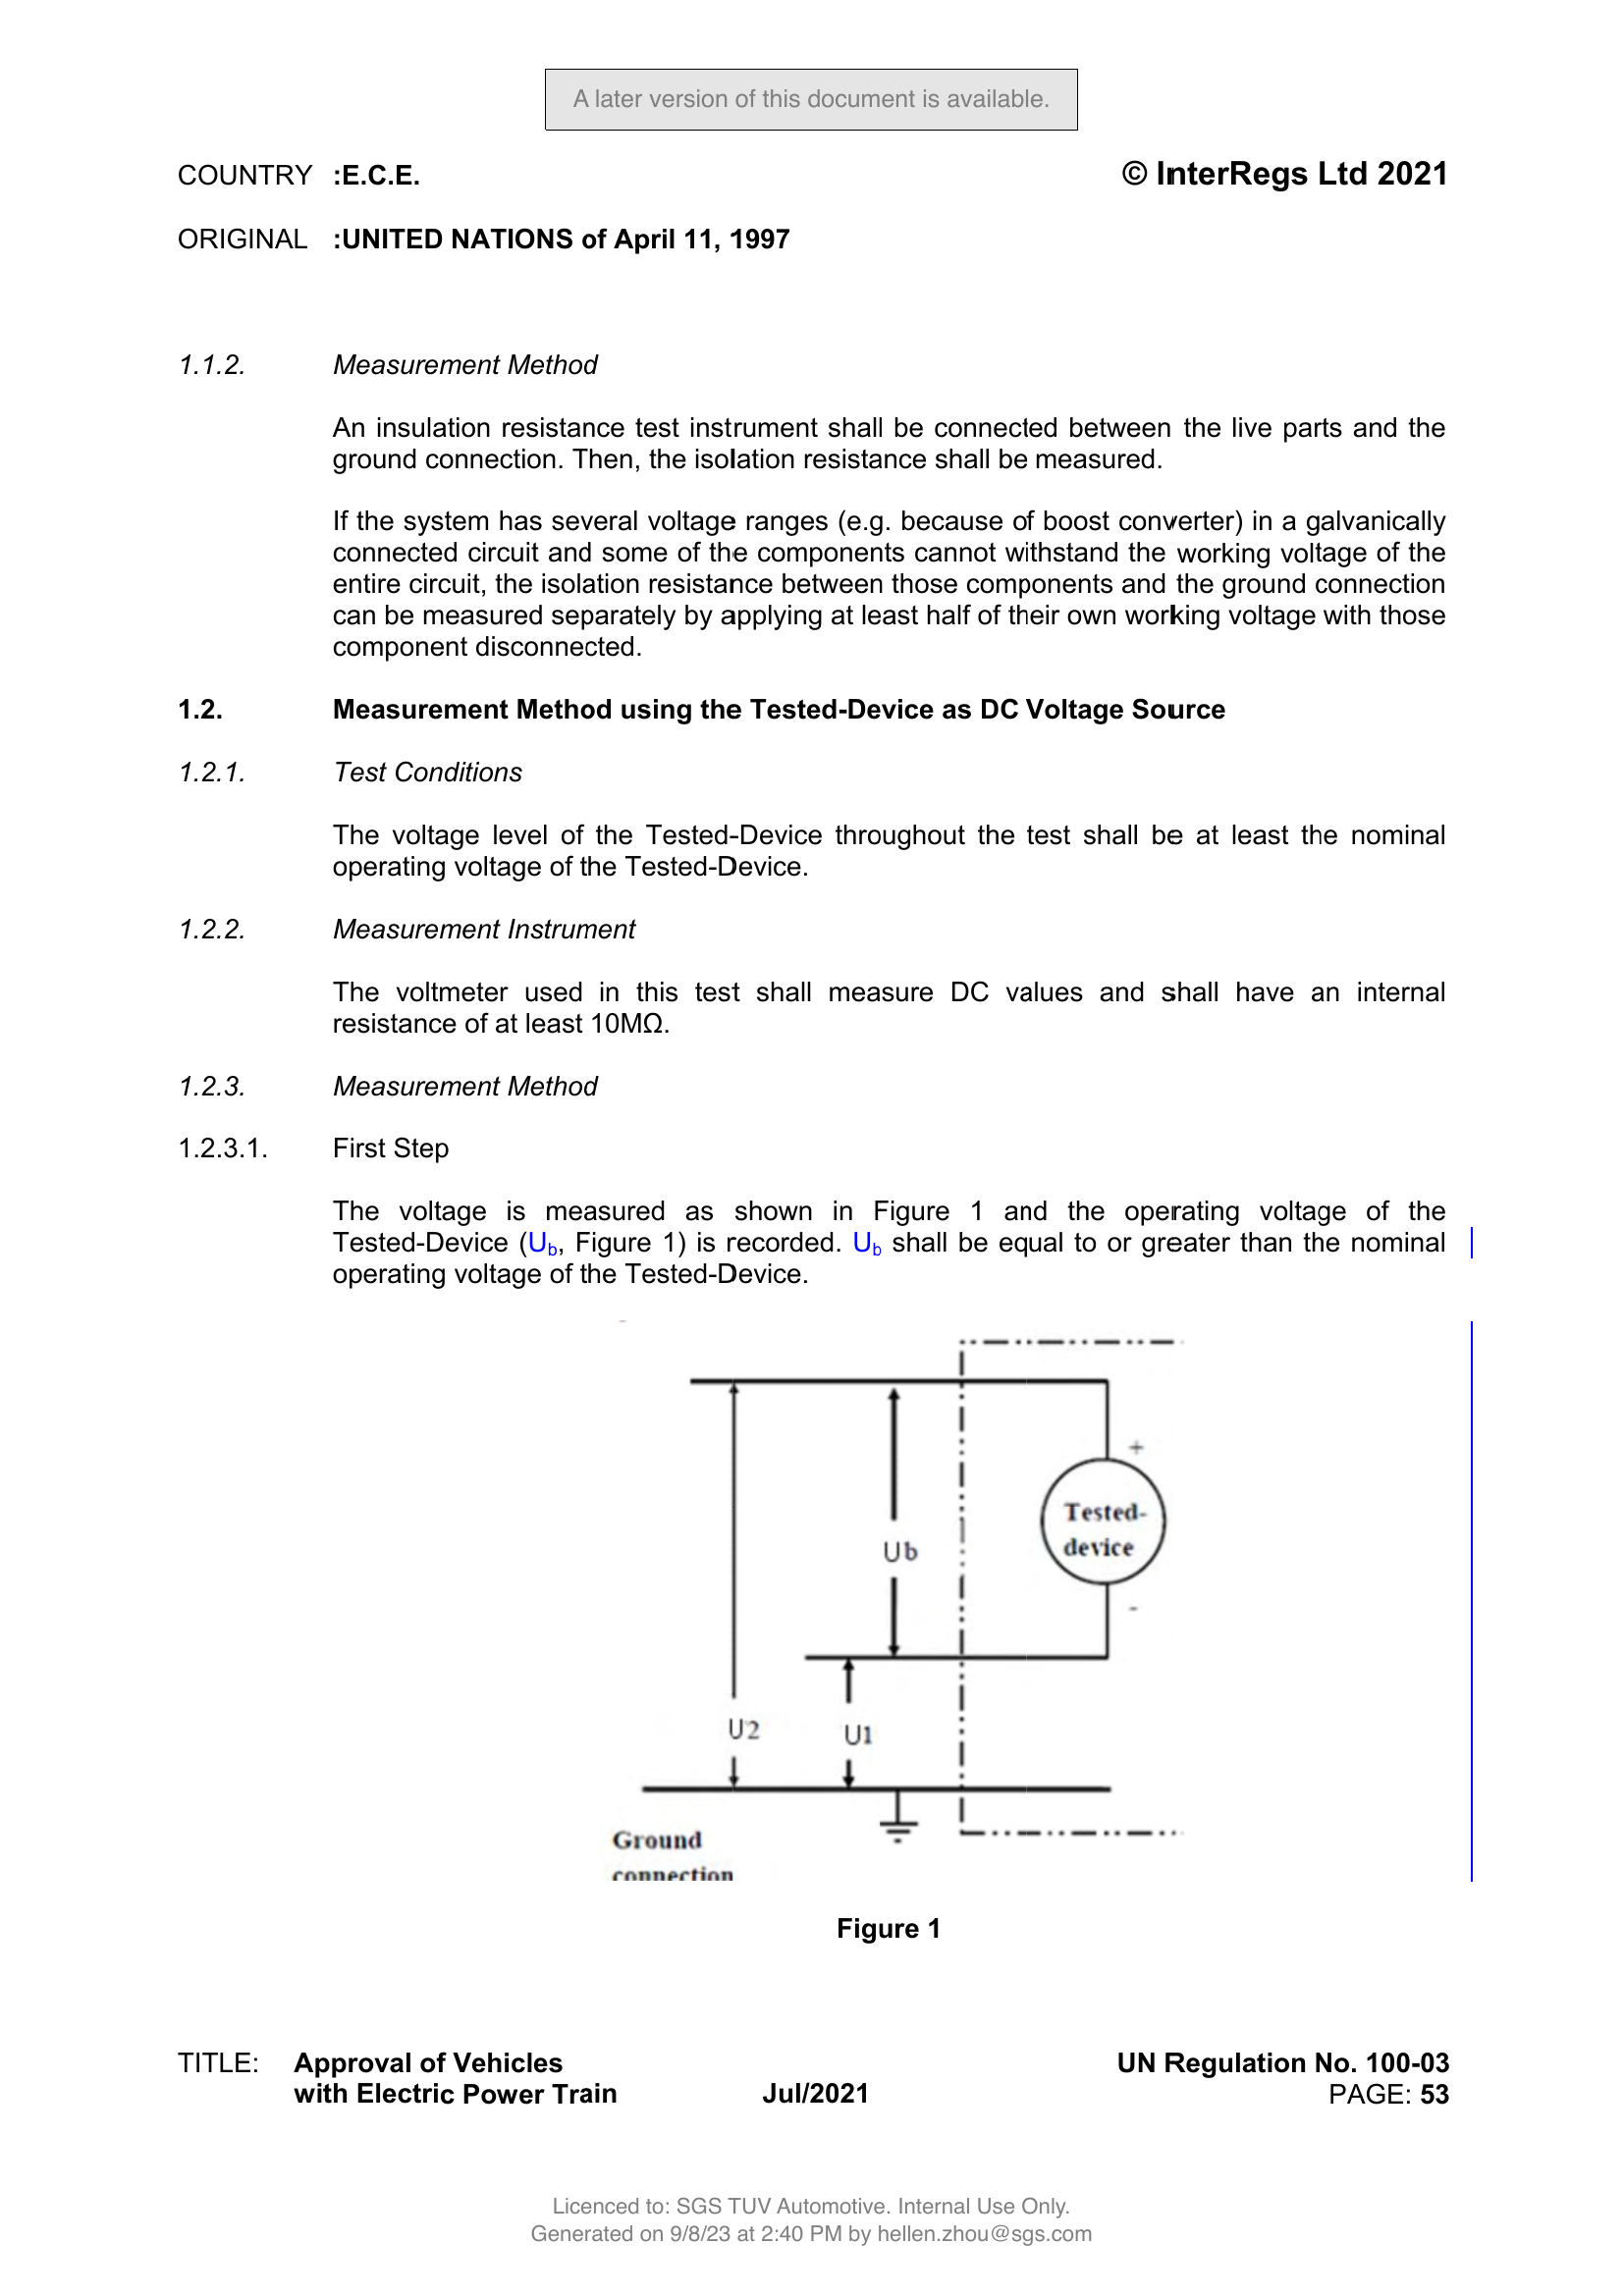 A later version of this document is available.
COUNTRY :E.C.E.
© InterRegs Ltd 2021
ORIGINAL :UNITED NATIONS of April 11, 1997
1.1.2. Measurement Method
An insulation resistance test instrument shall be connected between the live parts and the
ground connection. Then, the isolation resistance shall be measured.
If the system has several voltage ranges (e.g. because of boost converter) in a galvanically
connected circuit and some of the components cannot withstand the working voltage of the
entire circuit, the isolation resistance between those components and the ground connection
can be measured separately by applying at least half of their own working voltage with those
component disconnected.
1.2. Measurement Method using the Tested-Device as DC Voltage Source
1.2.1. Test Conditions
The voltage level of the Tested-Device throughout the test shall be at least the nominal
operating voltage of the Tested-Device.
1.2.2. Measurement Instrument
The voltmeter used in this test shall measure DC values and shall have an internal
resistance of at least 10MΩ.
1.2.3. Measurement Method
1.2.3.1. First Step
The voltage is measured as shown in Figure 1 and the operating voltage of the
Tested-Device (Ub, Figure 1) is recorded. Ub shall be equal to or greater than the nominal
operating voltage of the Tested-Device.
+
Tested-
device
Ub
-
U2
U1
Ground
connection
Figure 1
TITLE: Approval of Vehicles
with Electric Power Train
Jul/2021
UN Regulation No. 100-03
PAGE: 53
Licenced to: SGS TUV Automotive. Internal Use Only.
Generated on 9/8/23 at 2:40 PM by hellen.zhou@sgs.com